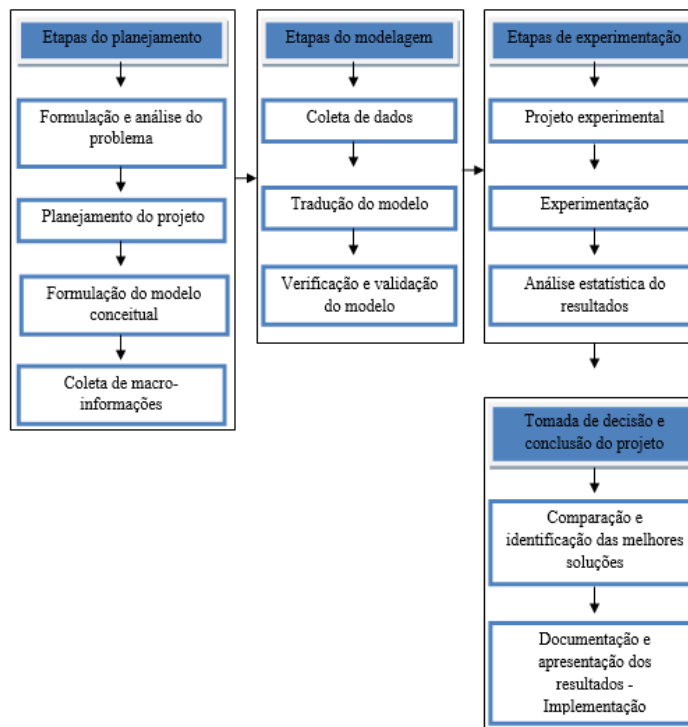 Etapas do planejamento
Formulação e análise do
problema
Planejamento do projeto
Formulação do modelo
conceitual
Coleta de macro-
informações
Etapas do modelagem
Coleta de dados
Tradução do modelo
Verificação e validação
do modelo
Etapas de experimentação
Projeto experimental
Experimentação
Análise estatística do
resultados
Tomada de decisão e
conclusão do projeto
Comparação e
identificação das melhores
soluções
Documentação e
apresentação dos
resultados -
Implementação